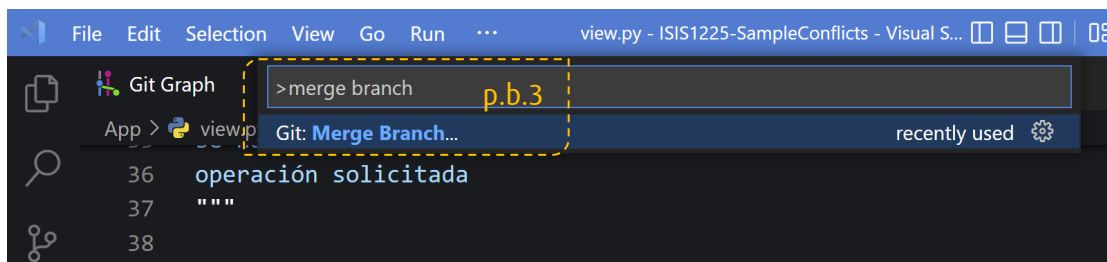 File Edit Selection View Go Run ··· view.py - ISIS1225-SampleConflicts - Visual S...
Git Graph
>merge branch
p.b.3
App > view.p
Git: Merge Branch...
recently used
36 operación solicitada
37 """
38